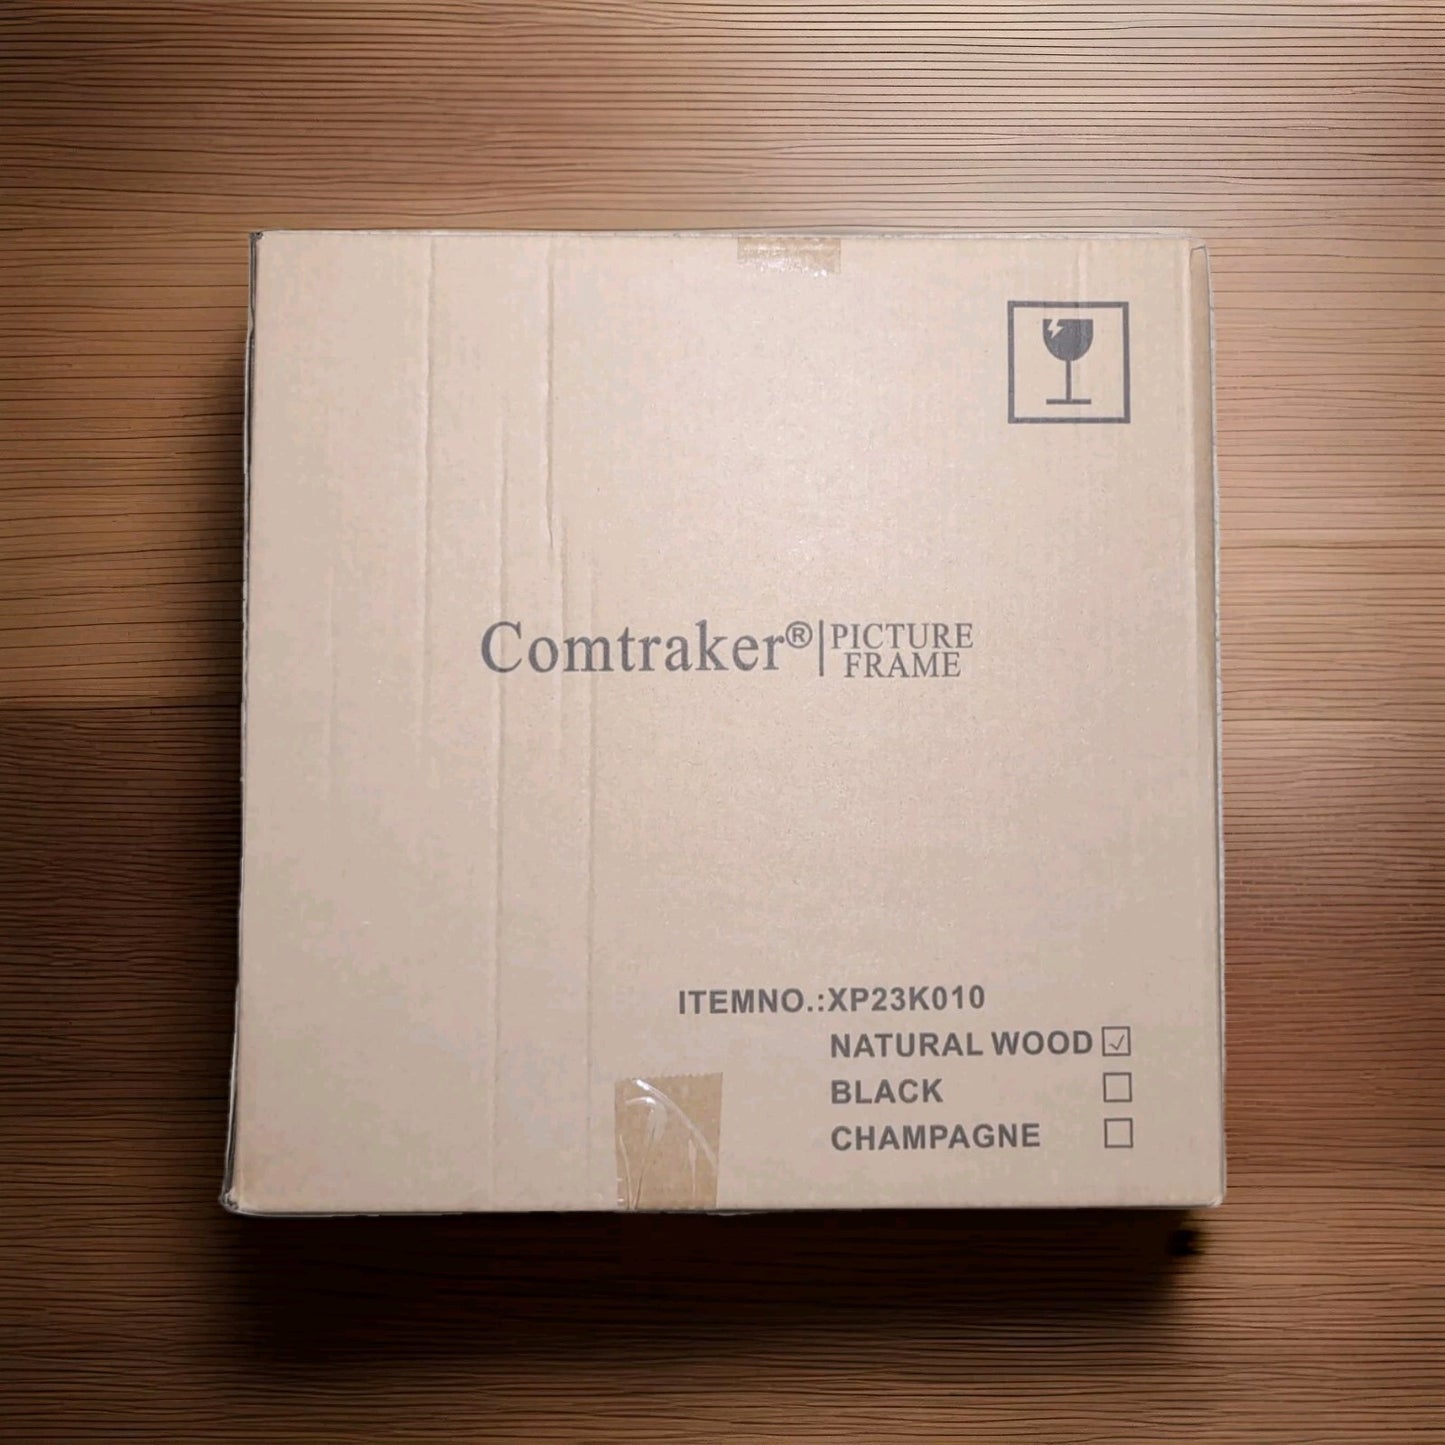 Comtraker®|PICTURE
FRAME
ITEMNO.:XP23K010
NATURAL WOOD ☑
BLACK ☐
CHAMPAGNE ☐